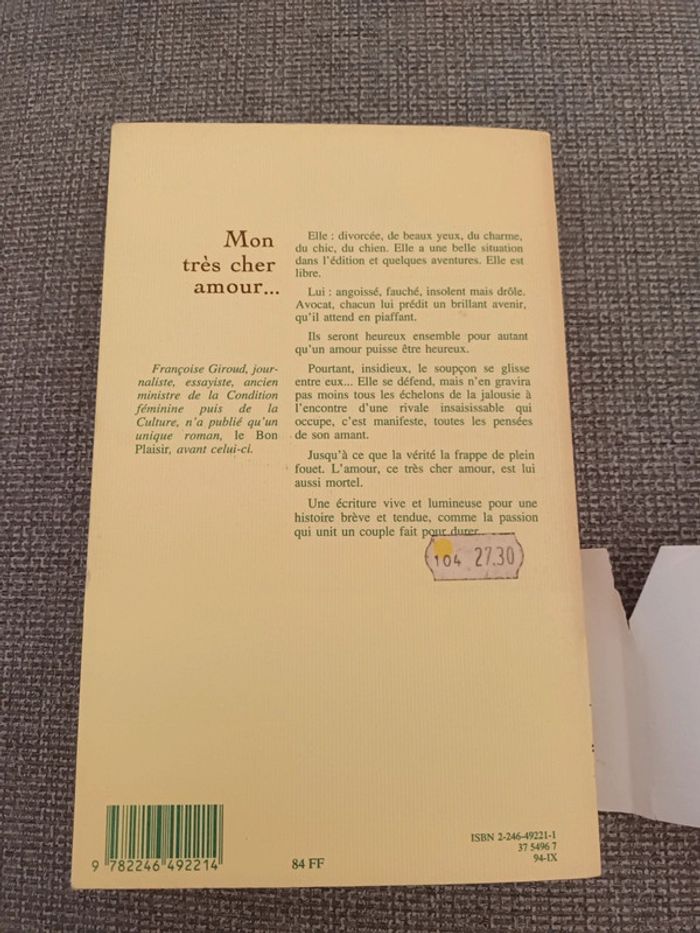 Mon
très cher
amour...
Françoise Giroud, jour-
naliste, essayiste, ancien
ministre de la Condition
féminine puis de la
Culture, n'a publié qu'un
unique roman, le Bon
Plaisir, avant celui-ci.
Elle : divorcée, de beaux yeux, du charme,
du chic, du chien. Elle a une belle situation
dans l'édition et quelques aventures. Elle est
libre.
Lui : angoissé, fauché, insolent mais drôle.
Avocat, chacun lui prédit un brillant avenir,
qu'il attend en piaffant.
Ils seront heureux ensemble pour autant
qu'un amour puisse être heureux.
Pourtant, insidieux, le soupçon se glisse
entre eux... Elle se défend, mais n'en gravira
pas moins tous les échelons de la jalousie à
l'encontre d'une rivale insaisissable qui
occupe, c'est manifeste, toutes les pensées
de son amant.
Jusqu'à ce que la vérité la frappe de plein
fouet. L'amour, ce très cher amour, est lui
aussi mortel.
Une écriture vive et lumineuse pour une
histoire brève et tendue, comme la passion
qui unit un couple fait pour durer.
104 27.30
9 782246 492214
84 FF
ISBN 2-246-49221-1
37 5496 7
94-IX